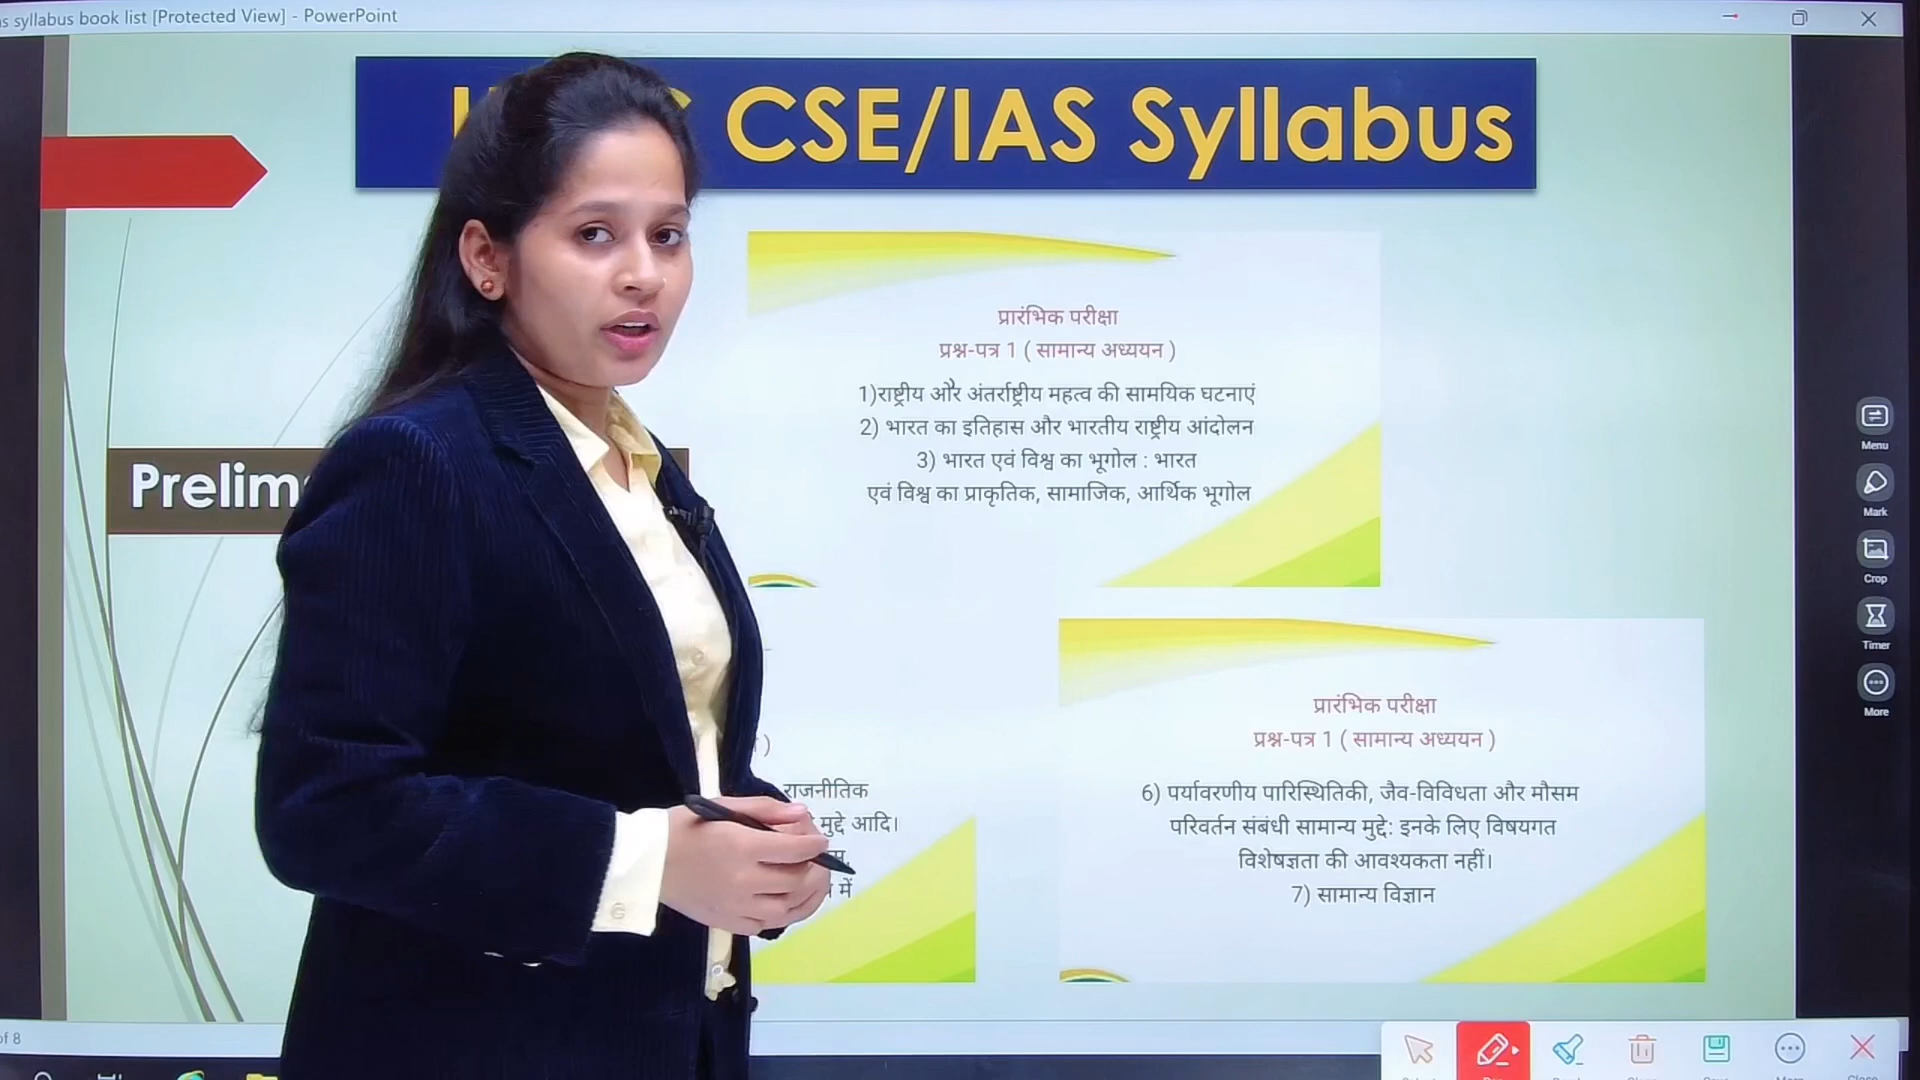 syllabus book list [Protected View] - PowerPoint
CSE/IAS Syllabus
प्रारंभिक परीक्षा
प्रश्न-पत्र 1 ( सामान्य अध्ययन )
1)राष्ट्रीय और अंतर्राष्ट्रीय महत्व की सामयिक घटनाएं
2) भारत का इतिहास और भारतीय राष्ट्रीय आंदोलन
3) भारत एवं विश्व का भूगोल : भारत
एवं विश्व का प्राकृतिक, सामाजिक, आर्थिक भूगोल
राजनीतिक
मुद्दे आदि।
में
प्रारंभिक परीक्षा
प्रश्न-पत्र 1 ( सामान्य अध्ययन )
6) पर्यावरणीय पारिस्थितिकी, जैव-विविधता और मौसम
परिवर्तन संबंधी सामान्य मुद्दे: इनके लिए विषयगत
विशेषज्ञता की आवश्यकता नहीं।
7) सामान्य विज्ञान
Menu
Mark
Crop
Timer
More
of 8